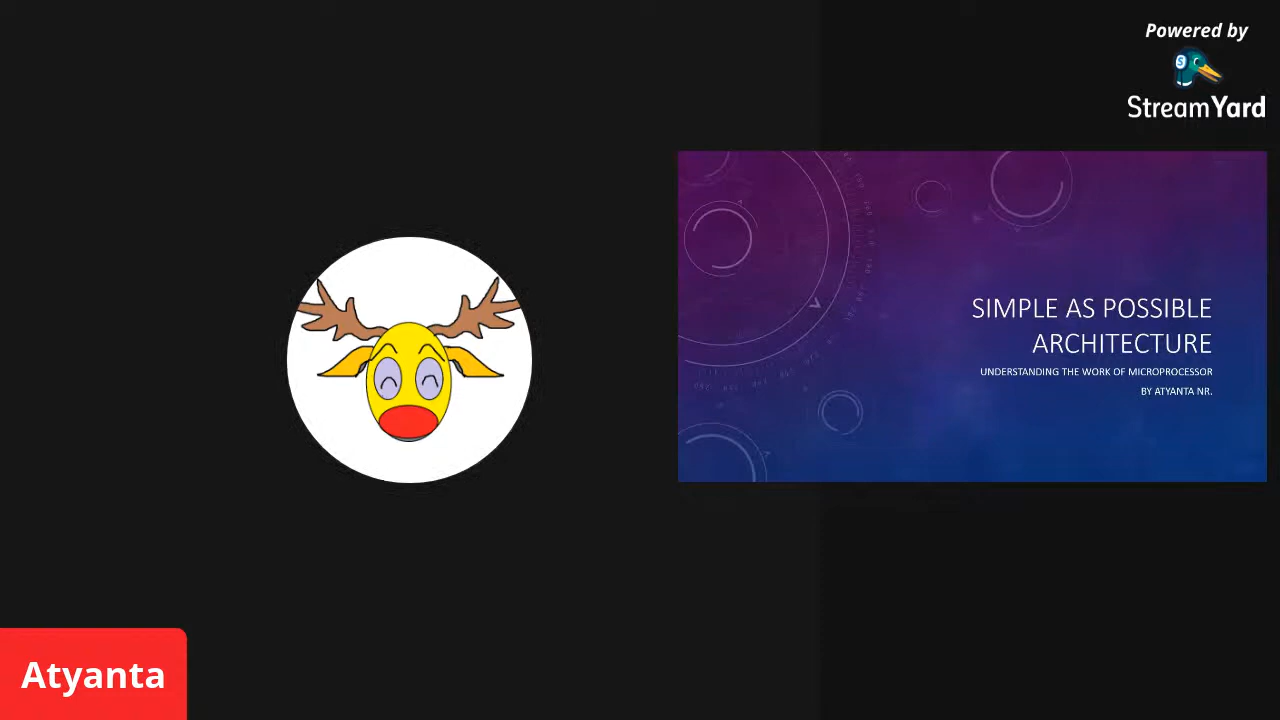 Powered by
StreamYard
SIMPLE AS POSSIBLE
ARCHITECTURE
UNDERSTANDING THE WORK OF MICROPROCESSOR
BY ATYANTA NR.
Atyanta